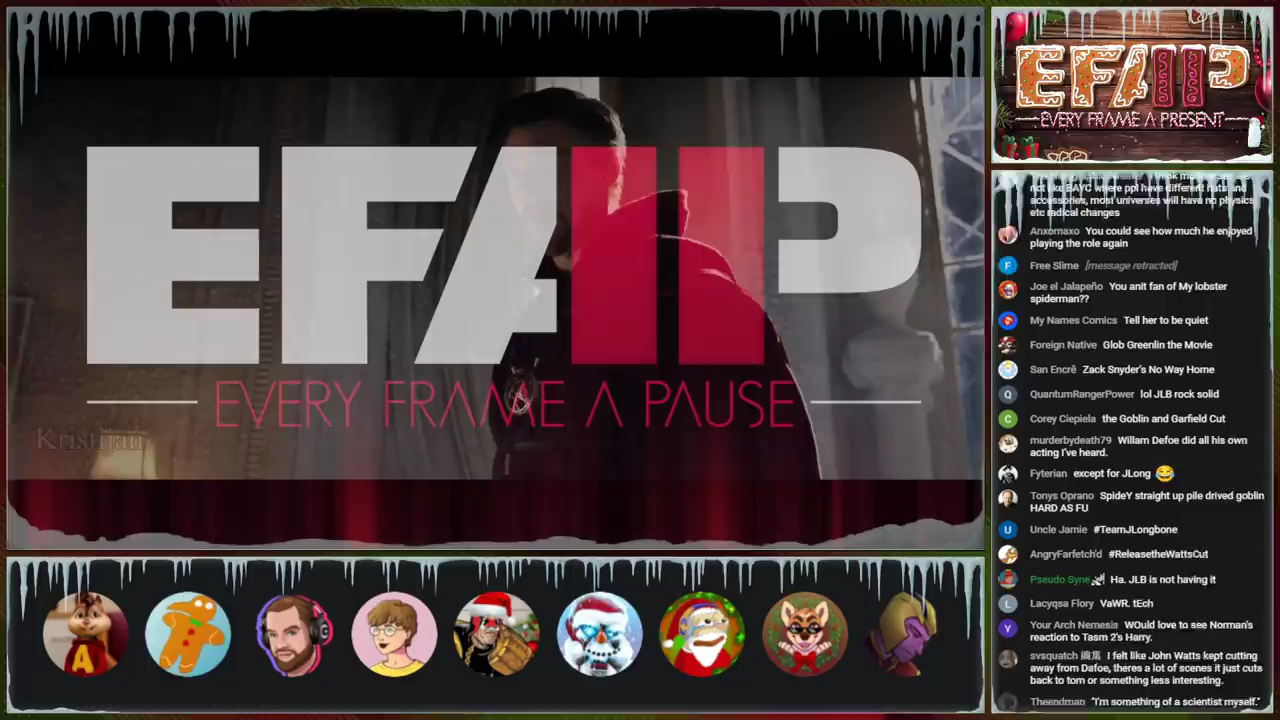 EFAP
EVERY FRAME A PAUSE
Kristijan
A
EFAP
EVERY FRAME A PRESENT
not like BAYC where ppl have different hats and
accessories, most universes will have no physics
etc radical changes
Anxornaxo You could see how much he enjoyed
playing the role again
Free Slime [message retracted]
Joe el Jalapeño You anit fan of My lobster
spiderman??
My Names Comics Tell her to be quiet
Foreign Native Glob Greenlin the Movie
San Encrê Zack Snyder's No Way Home
QuantumRangerPower lol JLB rock solid
Corey Ciepiela the Goblin and Garfield Cut
murderbydeath79 Willam Defoe did all his own
acting I've heard.
Fyterian except for JLong 😂
Tonys Oprano SpideY straight up pile drived goblin
HARD AS FU
Uncle Jamie #TeamJLongbone
AngryFarfetch'd #ReleasetheWattsCut
Pseudo Syne Ha. JLB is not having it
Lacyqsa Flory VaWR. tEch
Your Arch Nemesis WOuld love to see Norman's
reaction to Tasm 2's Harry.
svsquatch I felt like John Watts kept cutting
away from Dafoe, theres a lot of scenes it just cuts
back to tom or something less interesting.
Theendman "I'm something of a scientist myself."